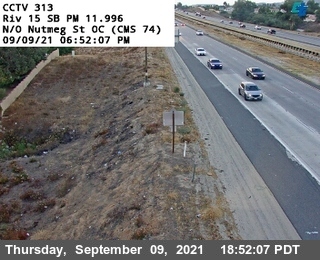 CCTV 313
Riv 15 SB PM 11.996
N/O Nutmeg St OC (CMS 74)
09/09/21 06:52:07 PM
Thursday, September 09, 2021 18:52:07 PDT